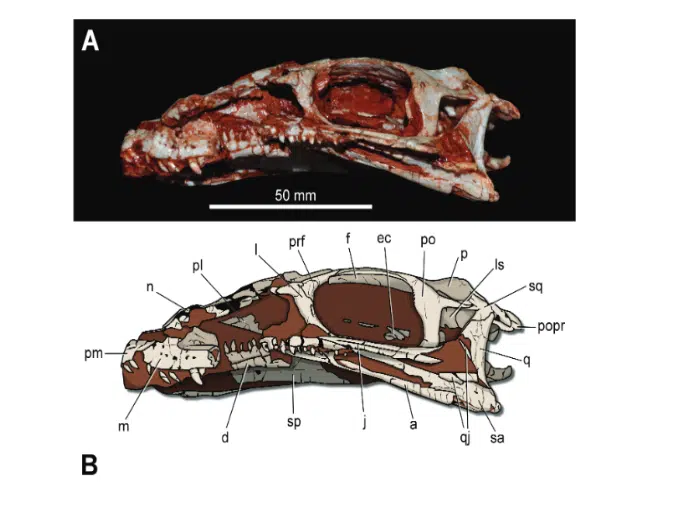 A
50 mm
l prf f ec po p ls
pl sq
n popr
pm q
m d sp j a qj sa
B